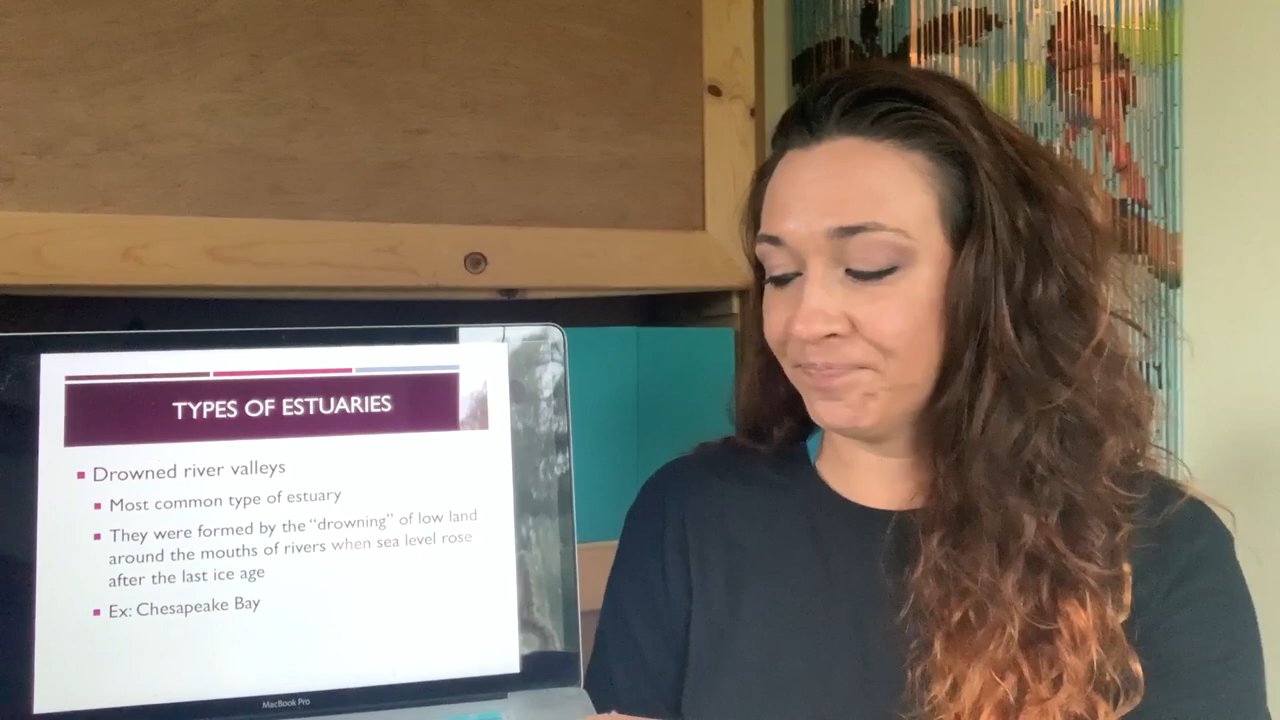 TYPES OF ESTUARIES
Drowned river valleys
Most common type of estuary
They were formed by the "drowning" of low land
around the mouths of rivers when sea level rose
after the last ice age
Ex: Chesapeake Bay
MacBook Pro